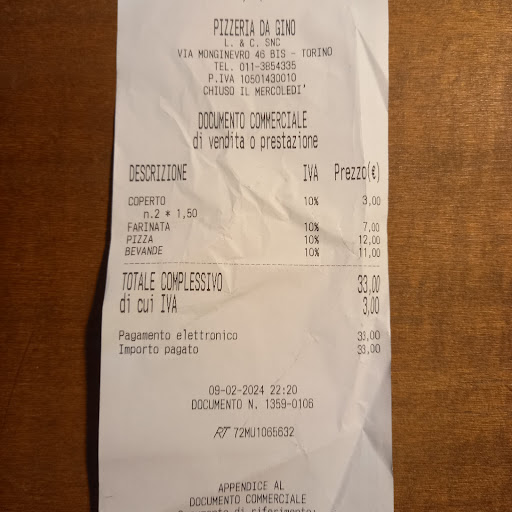 PIZZERIA DA GINO
L. & C. SNC
VIA MONGINEVRO 46 BIS - TORINO
TEL. 011-3854335
P.IVA 10501430010
CHIUSO IL MERCOLEDI'
DOCUMENTO COMMERCIALE
di vendita o prestazione
DESCRIZIONE IVA Prezzo(€)
COPERTO 10% 3,00
n.2 * 1,50
FARINATA 10% 7,00
PIZZA 10% 12,00
BEVANDE 10% 11,00
TOTALE COMPLESSIVO 33,00
di cui IVA 3,00
Pagamento elettronico 33,00
Importo pagato 33,00
09-02-2024 22:20
DOCUMENTO N. 1359-0106
RT 72MU1065632
APPENDICE AL
DOCUMENTO COMMERCIALE
Documento di riferimento: